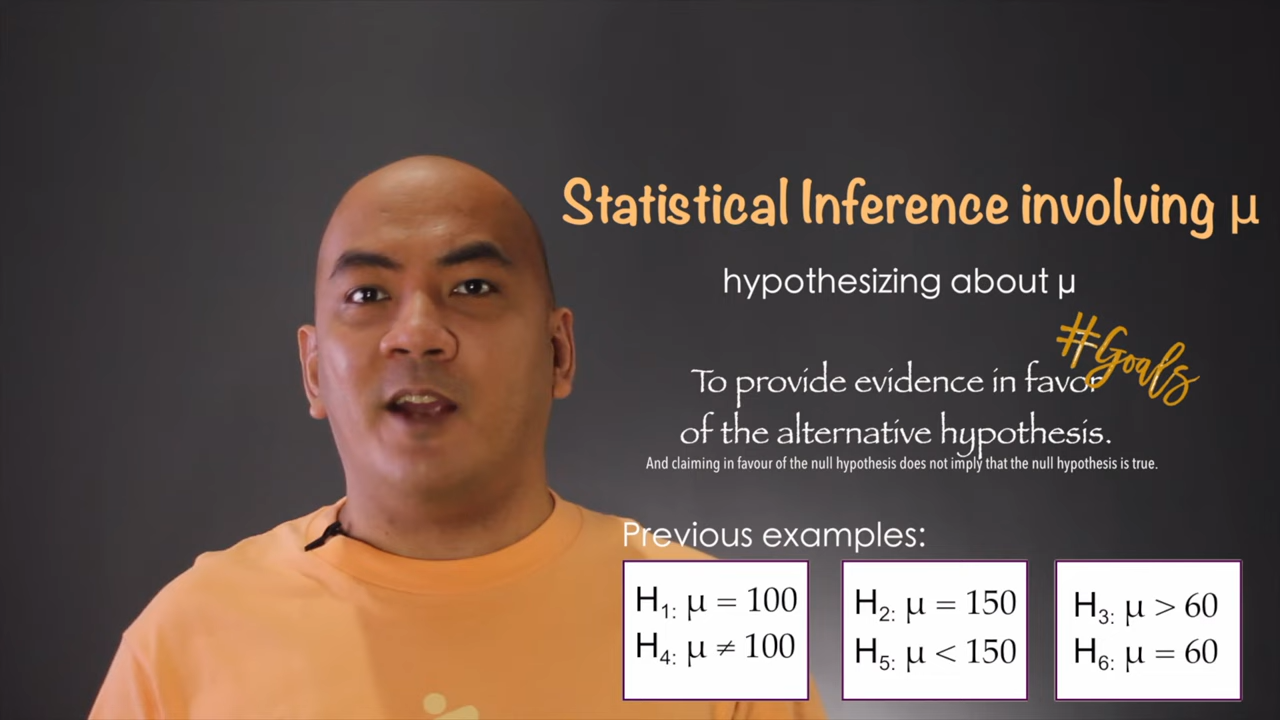 Statistical Inference involving μ
hypothesizing about μ
#Goals
To provide evidence in favor
of the alternative hypothesis.
And claiming in favour of the null hypothesis does not imply that the null hypothesis is true.
Previous examples:
H₁: μ = 100
H₄: μ ≠ 100
H₂: μ = 150
H₅: μ < 150
H₃: μ > 60
H₆: μ = 60